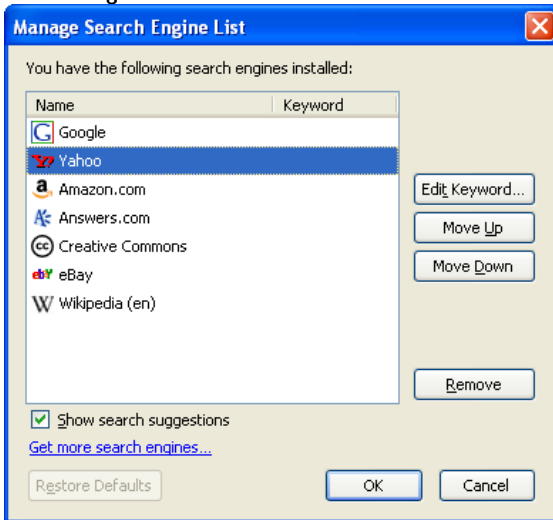 Manage Search Engine List
You have the following search engines installed:
Name Keyword
Google
Yahoo
Amazon.com
Answers.com
Creative Commons
eBay
Wikipedia (en)
Edit Keyword...
Move Up
Move Down
Remove
Show search suggestions
Get more search engines...
Restore Defaults OK Cancel